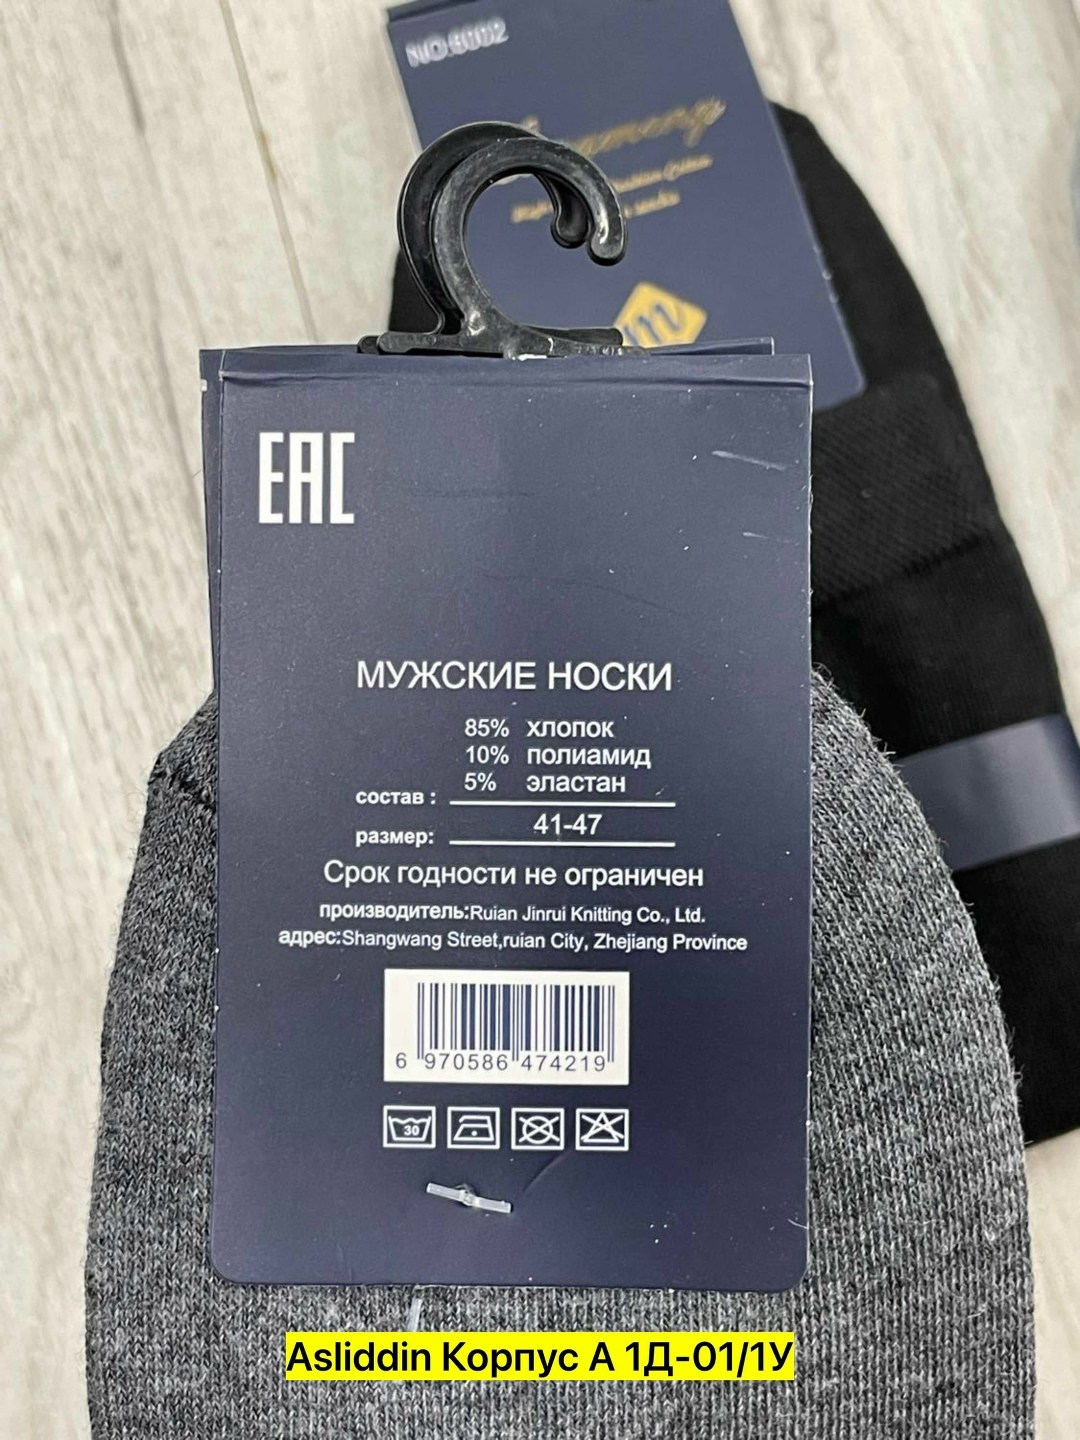 NO.6002
EAC
МУЖСКИЕ НОСКИ
85% хлопок
10% полиамид
5% эластан
состав :
размер: 41-47
Срок годности не ограничен
производитель:Ruian Jinrui Knitting Co., Ltd.
адрес:Shangwang Street,ruian City, Zhejiang Province
6 970586 474219
30
Asliddin Корпус А 1Д-01/1У